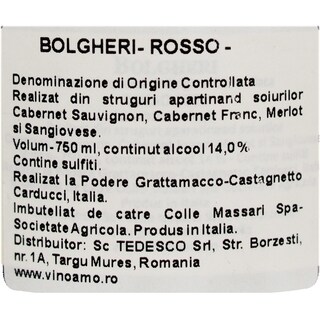 BOLGHERI- ROSSO -
Denominazione di Origine Controllata
Realizat din struguri apartinand soiurilor
Cabernet Sauvignon, Cabernet Franc, Merlot
si Sangiovese.
Volum-750 ml, continut alcool 14,0%
Contine sulfiti.
Realizat la Podere Grattamacco-Castagnetto
Carducci, Italia.
Imbuteliat de catre Colle Massari Spa-
Societate Agricola. Produs in Italia.
Distribuitor: Sc TEDESCO Srl, Str. Borzesti,
nr. 1A, Targu Mures, Romania
www.vinoamo.ro